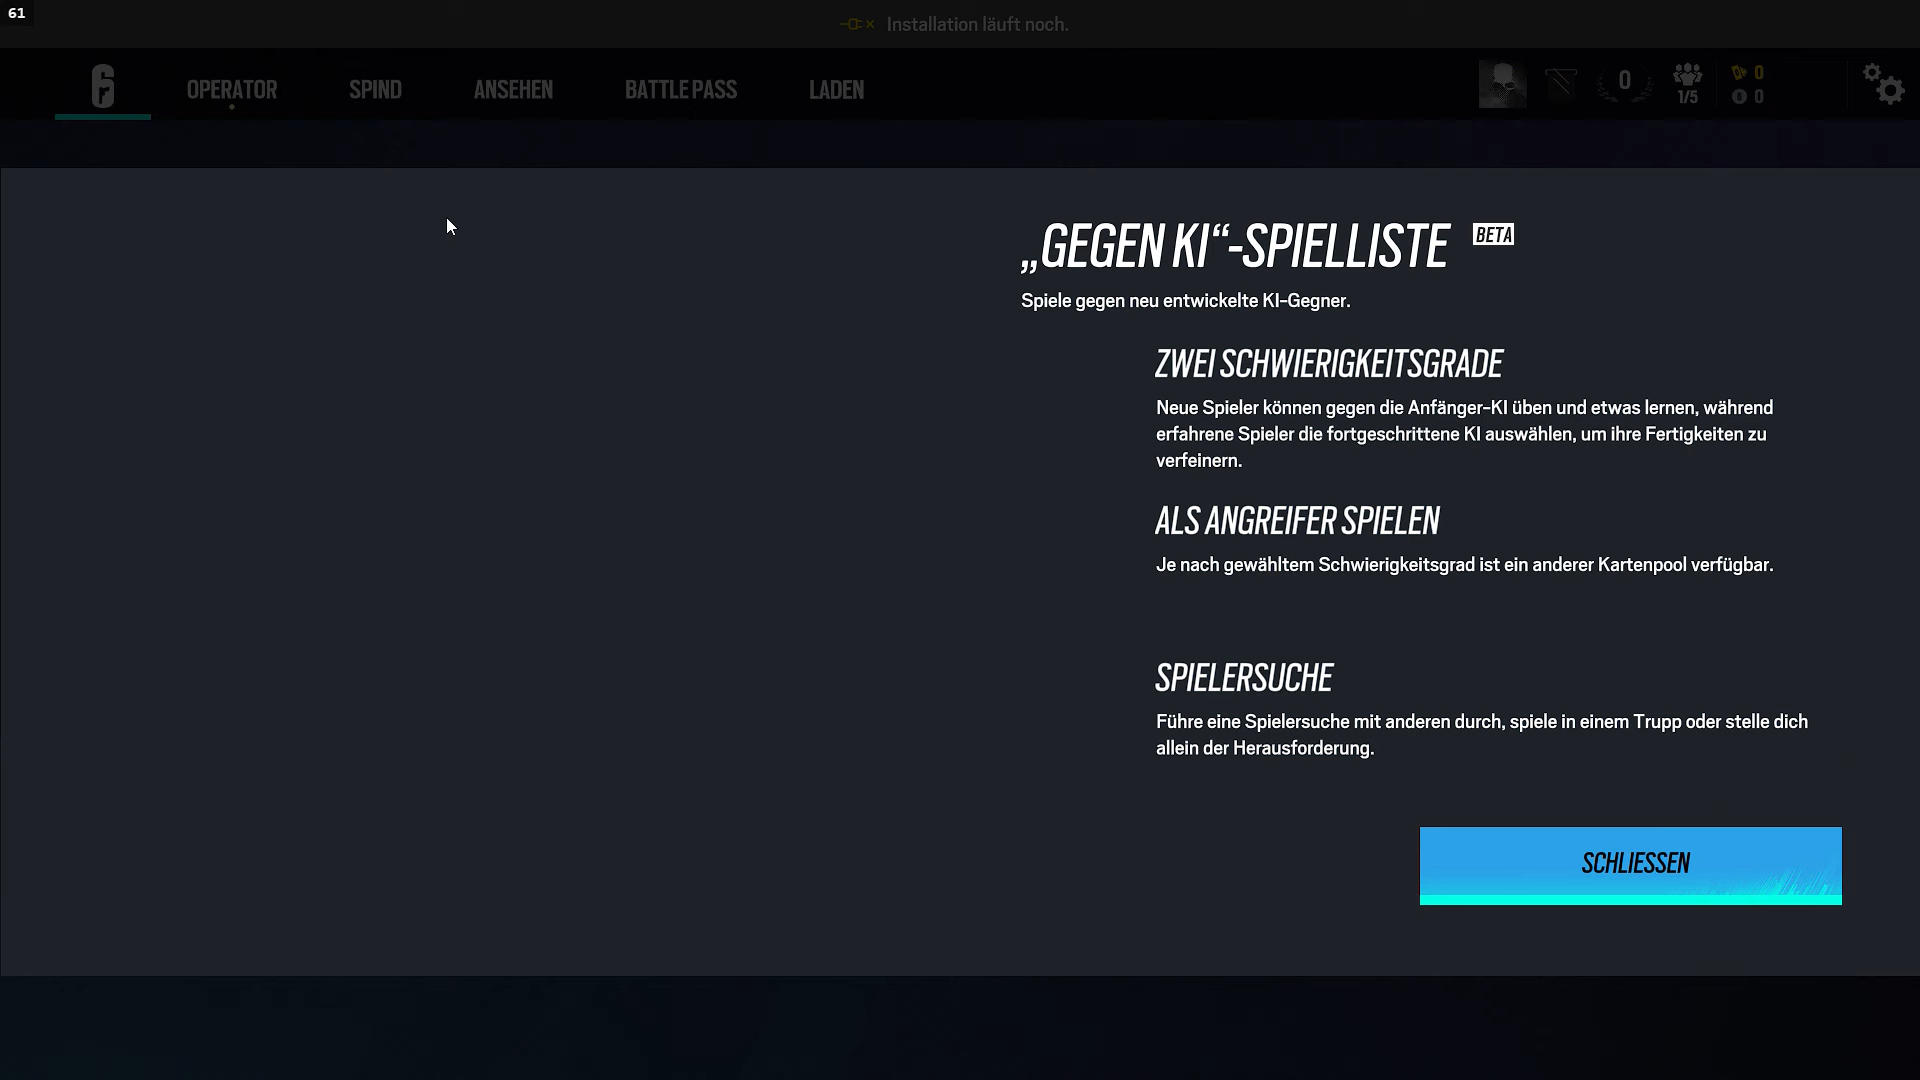 61
Installation läuft noch.
OPERATOR
SPIND
ANSEHEN
BATTLE PASS
LADEN
0
1/5
0
0
„GEGEN KI“-SPIELLISTE BETA
Spiele gegen neu entwickelte KI-Gegner.
ZWEI SCHWIERIGKEITSGRADE
Neue Spieler können gegen die Anfänger-KI üben und etwas lernen, während
erfahrene Spieler die fortgeschrittene KI auswählen, um ihre Fertigkeiten zu
verfeinern.
ALS ANGREIFER SPIELEN
Je nach gewähltem Schwierigkeitsgrad ist ein anderer Kartenpool verfügbar.
SPIELERSUCHE
Führe eine Spielersuche mit anderen durch, spiele in einem Trupp oder stelle dich
allein der Herausforderung.
SCHLIESSEN